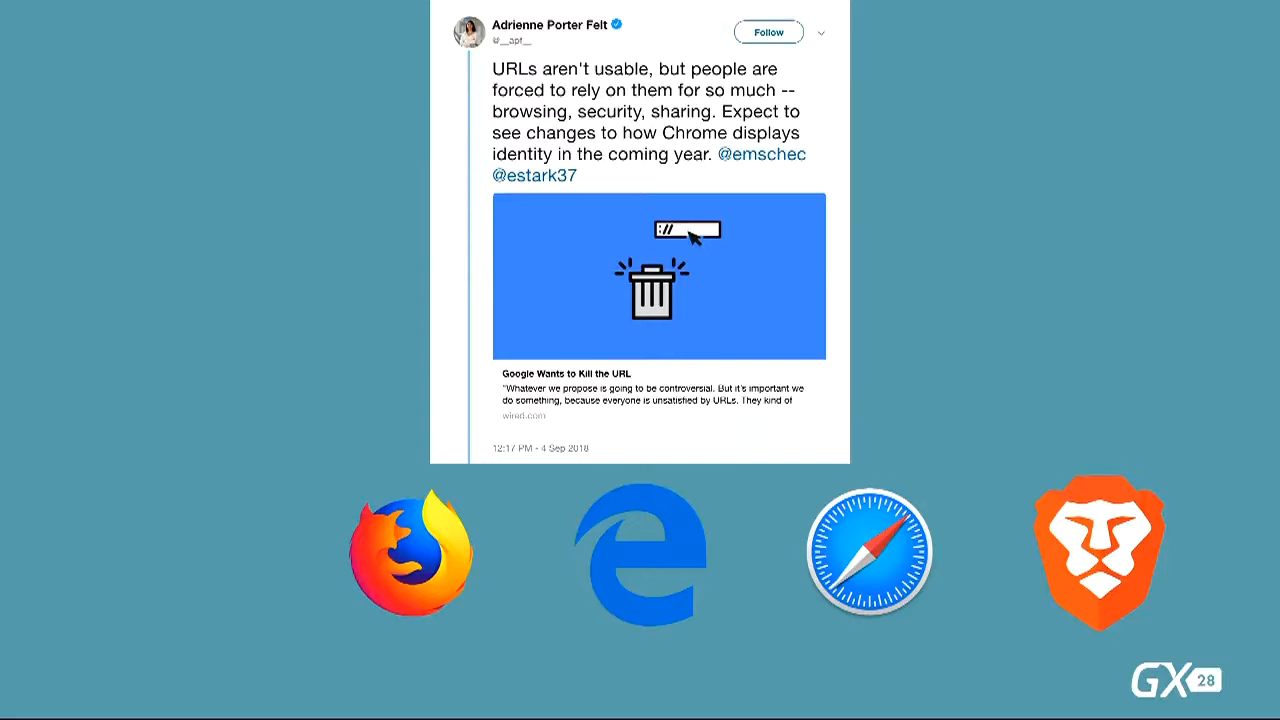 Adrienne Porter Felt
@__apf__
Follow
URLs aren't usable, but people are
forced to rely on them for so much --
browsing, security, sharing. Expect to
see changes to how Chrome displays
identity in the coming year. @emschec
@estark37
://
Google Wants to Kill the URL
"Whatever we propose is going to be controversial. But it's important we
do something, because everyone is unsatisfied by URLs. They kind of
wired.com
12:17 PM - 4 Sep 2018
GX 28